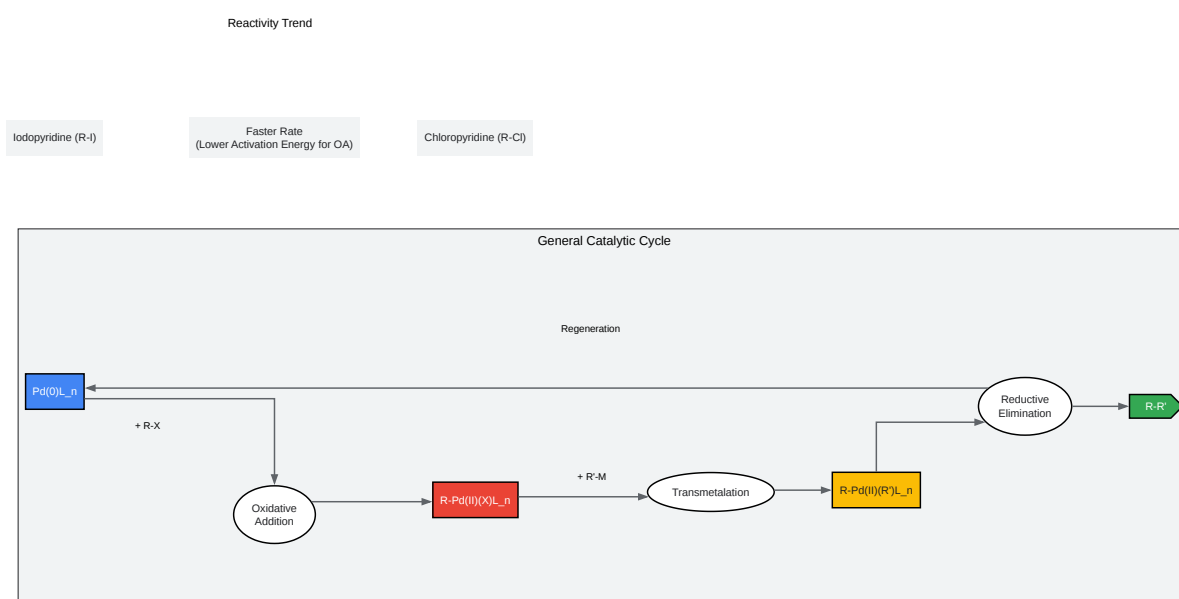 Reactivity Trend
Iodopyridine (R-I)
Faster Rate
(Lower Activation Energy for OA)
Chloropyridine (R-Cl)
General Catalytic Cycle
Regeneration
Pd(0)L_n
+ R-X
Oxidative
Addition
R-Pd(II)(X)L_n
+ R'-M
Transmetalation
R-Pd(II)(R')L_n
Reductive
Elimination
R-R'